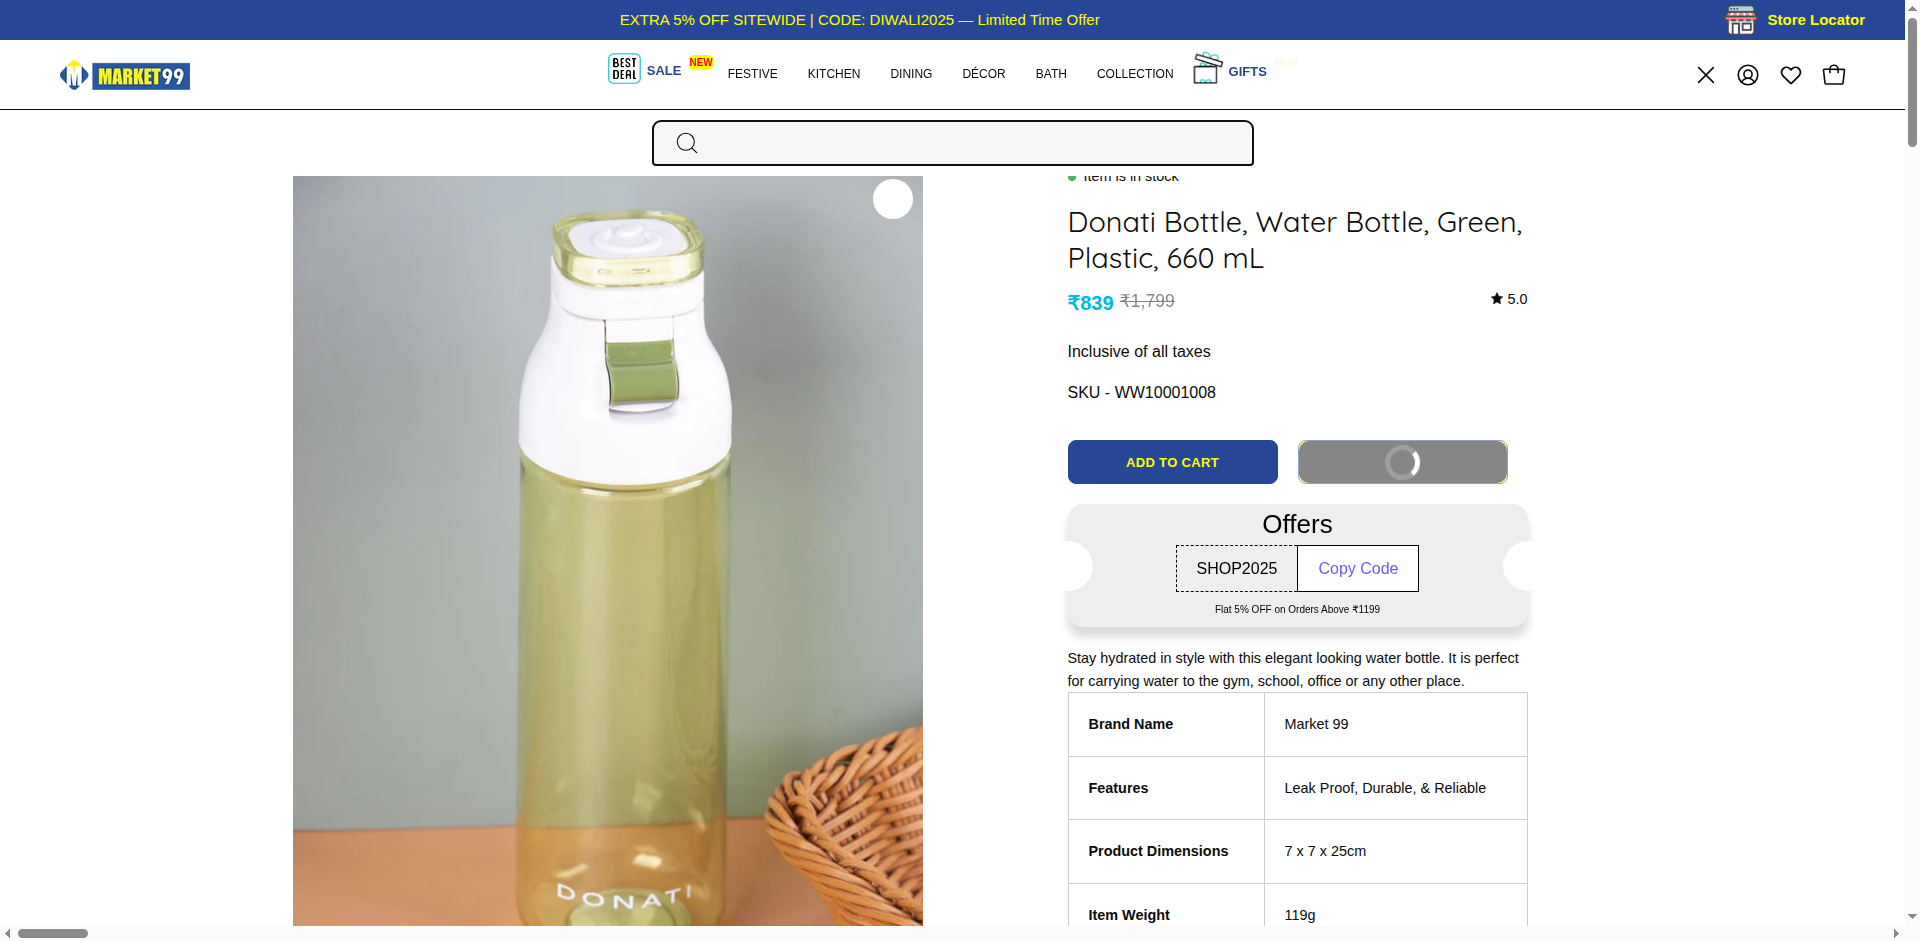 EXTRA 5% OFF SITEWIDE | CODE: DIWALI2025 — Limited Time Offer
Store Locator
MARKET99
BEST DEAL
SALE
NEW
FESTIVE
KITCHEN
DINING
DÉCOR
BATH
COLLECTION
GIFTS
NEW
Item is in stock
Donati Bottle, Water Bottle, Green,
Plastic, 660 mL
₹839 ₹1,799
5.0
Inclusive of all taxes
SKU - WW10001008
ADD TO CART
Offers
SHOP2025
Copy Code
Flat 5% OFF on Orders Above ₹1199
Stay hydrated in style with this elegant looking water bottle. It is perfect
for carrying water to the gym, school, office or any other place.
Brand Name
Market 99
Features
Leak Proof, Durable, & Reliable
Product Dimensions
7 x 7 x 25cm
Item Weight
119g
DONATI